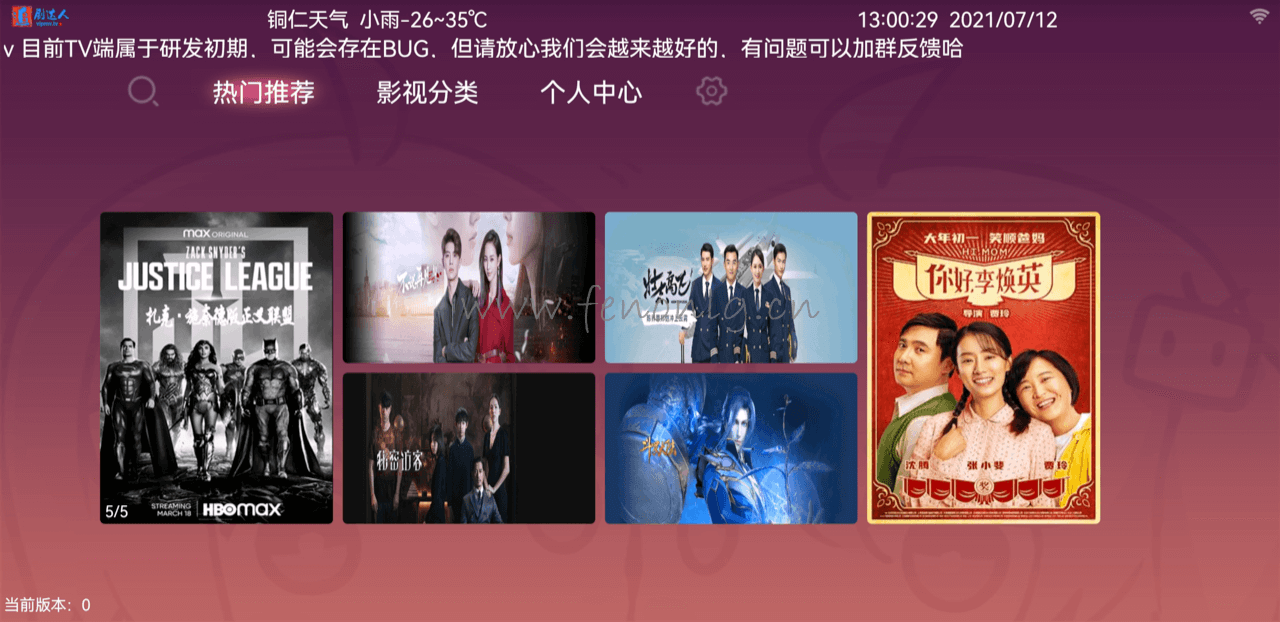 剧达人
铜仁天气 小雨-26~35℃
13:00:29 2021/07/12
v 目前TV端属于研发初期，可能会存在BUG，但请放心我们会越来越好的，有问题可以加群反馈哈
热门推荐
影视分类
个人中心
max ORIGINAL
ZACK SNYDER'S
JUSTICE LEAGUE
扎克·施奈德版正义联盟
5/5
STREAMING
MARCH 18
HBOmax
壮志高飞
秘密访客
大年初一 笑顺爸妈
HI, MOM
你好，李焕英
导演 贾玲
沈腾
张小斐
贾玲
www.fenbnlg.cn
当前版本：0